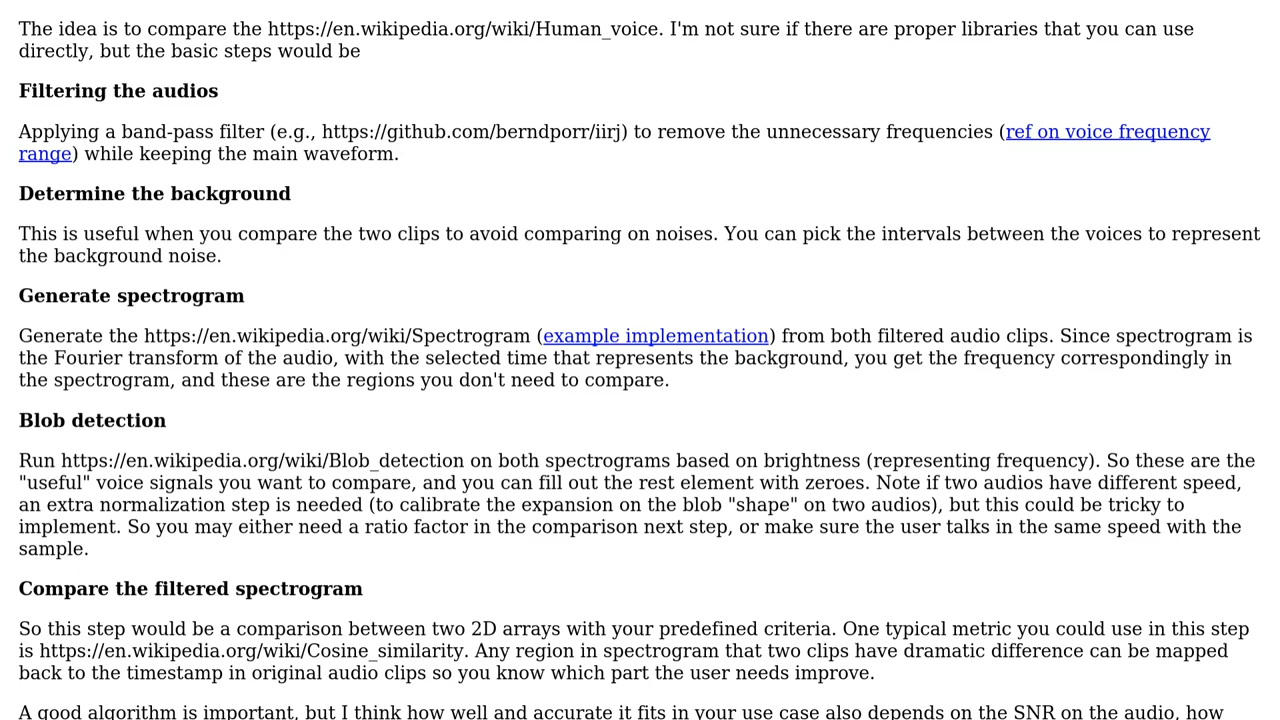 The idea is to compare the https://en.wikipedia.org/wiki/Human_voice. I'm not sure if there are proper libraries that you can use
directly, but the basic steps would be
Filtering the audios
Applying a band-pass filter (e.g., https://github.com/berndporr/iirj) to remove the unnecessary frequencies (ref on voice frequency
range) while keeping the main waveform.
Determine the background
This is useful when you compare the two clips to avoid comparing on noises. You can pick the intervals between the voices to represent
the background noise.
Generate spectrogram
Generate the https://en.wikipedia.org/wiki/Spectrogram (example implementation) from both filtered audio clips. Since spectrogram is
the Fourier transform of the audio, with the selected time that represents the background, you get the frequency correspondingly in
the spectrogram, and these are the regions you don't need to compare.
Blob detection
Run https://en.wikipedia.org/wiki/Blob_detection on both spectrograms based on brightness (representing frequency). So these are the
"useful" voice signals you want to compare, and you can fill out the rest element with zeroes. Note if two audios have different speed,
an extra normalization step is needed (to calibrate the expansion on the blob "shape" on two audios), but this could be tricky to
implement. So you may either need a ratio factor in the comparison next step, or make sure the user talks in the same speed with the
sample.
Compare the filtered spectrogram
So this step would be a comparison between two 2D arrays with your predefined criteria. One typical metric you could use in this step
is https://en.wikipedia.org/wiki/Cosine_similarity. Any region in spectrogram that two clips have dramatic difference can be mapped
back to the timestamp in original audio clips so you know which part the user needs improve.
A good algorithm is important, but I think how well and accurate it fits in your use case also depends on the SNR on the audio, how